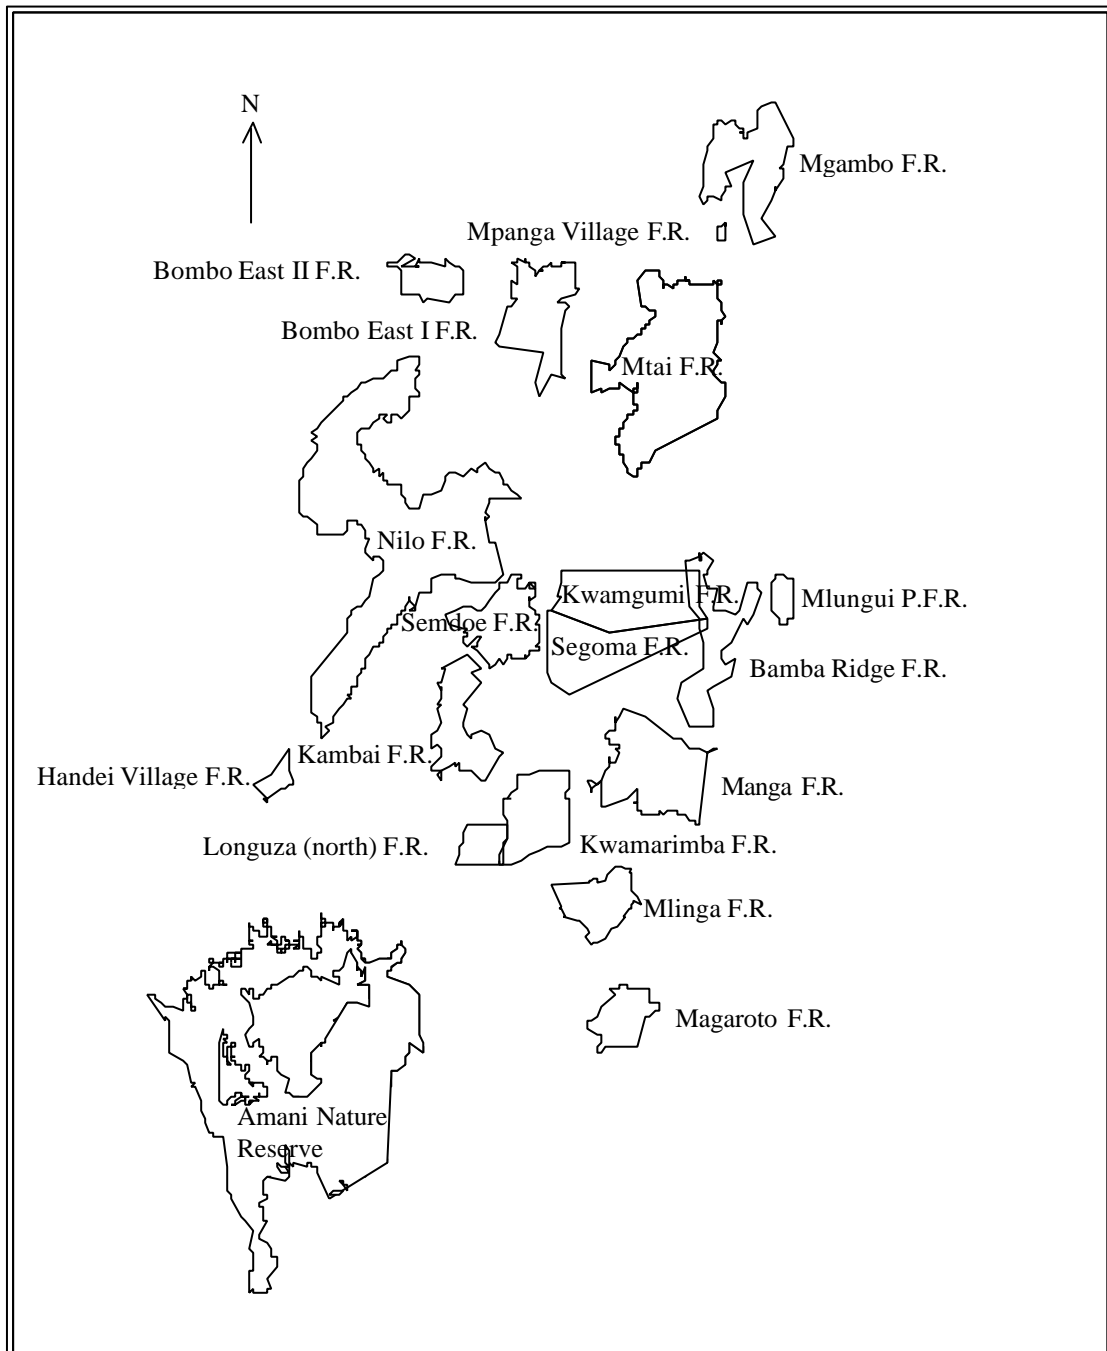 N
Mgambo F.R.
Mpanga Village F.R.
Bombo East II F.R.
Bombo East I F.R.
Mtai F.R.
Nilo F.R.
Kwamgumi F.R.
Mlungui P.F.R.
Semdoe F.R.
Segoma F.R.
Bamba Ridge F.R.
Kambai F.R.
Handei Village F.R.
Manga F.R.
Longuza (north) F.R.
Kwamarimba F.R.
Mlinga F.R.
Magaroto F.R.
Amani Nature
Reserve